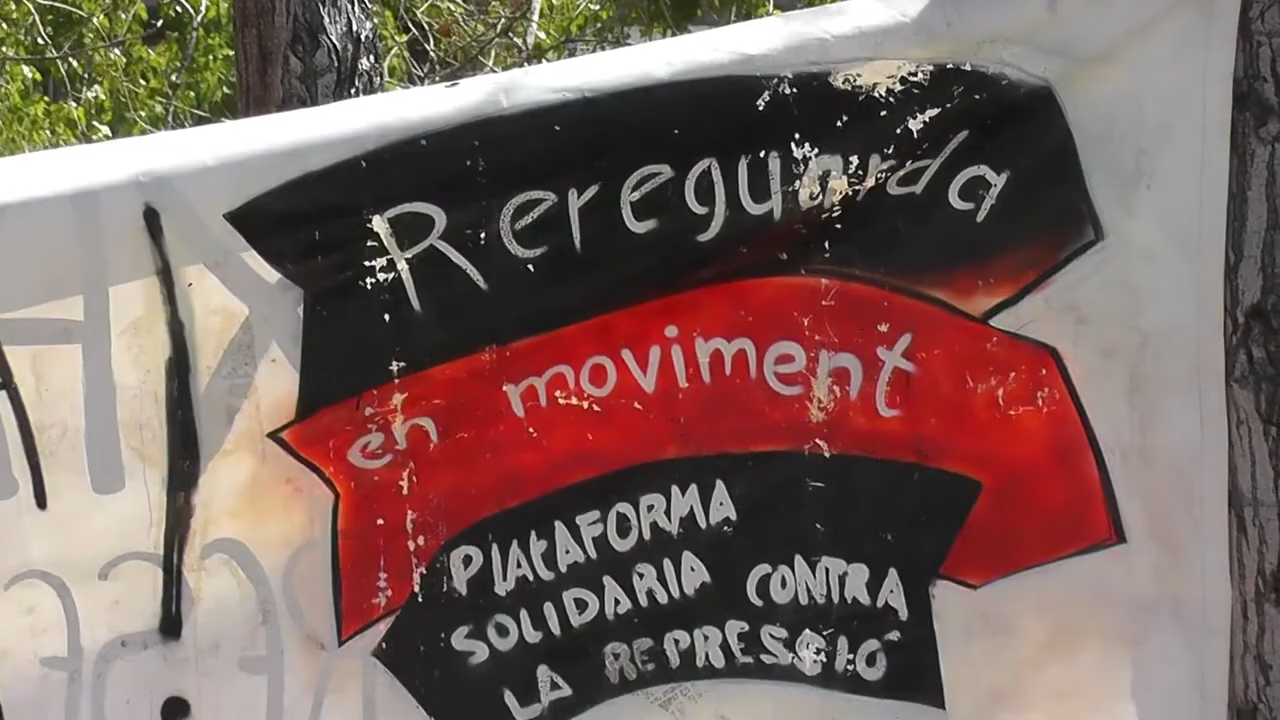 Rereguarda
en moviment
PlAtAFORMA
SOLIDARIA CONTRA
LA REPRESSIÓ